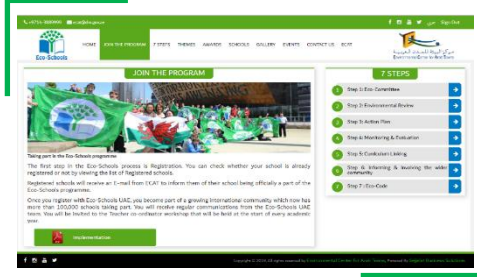 عربي Sign Out
Eco-Schools
HOME JOIN THE PROGRAM 7 STEPS THEMES AWARDS SCHOOLS GALLERY EVENTS CONTACT US ECAT
JOIN THE PROGRAM
Taking part in the Eco-Schools programme
The first step in the Eco-Schools process is Registration. You can check whether your school is already
registered or not by viewing the list of Registered schools.
Registered schools will receive an E-mail from ECAT to inform them of their school being officially a part of the
Eco-Schools programme.
Once you register with Eco-Schools UAE, you become part of a growing international community which now has
more than 100,000 schools taking part. You will receive regular communications from the Eco-Schools UAE
team. You will be invited to the Teacher co-ordinator workshop that will be held at the start of every academic
year.
Implementation
7 STEPS
1 Step 1: Eco-Committee
2 Step 2: Environmental Review
3 Step 3: Action Plan
4 Step 4: Monitoring & Evaluation
5 Step 5: Curriculum Linking
6 Step 6: Informing & Involving the wider
community
7 Step 7 : Eco-Code